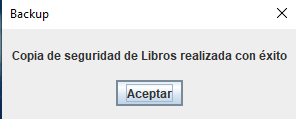 Backup
Copia de seguridad de Libros realizada con éxito
Aceptar